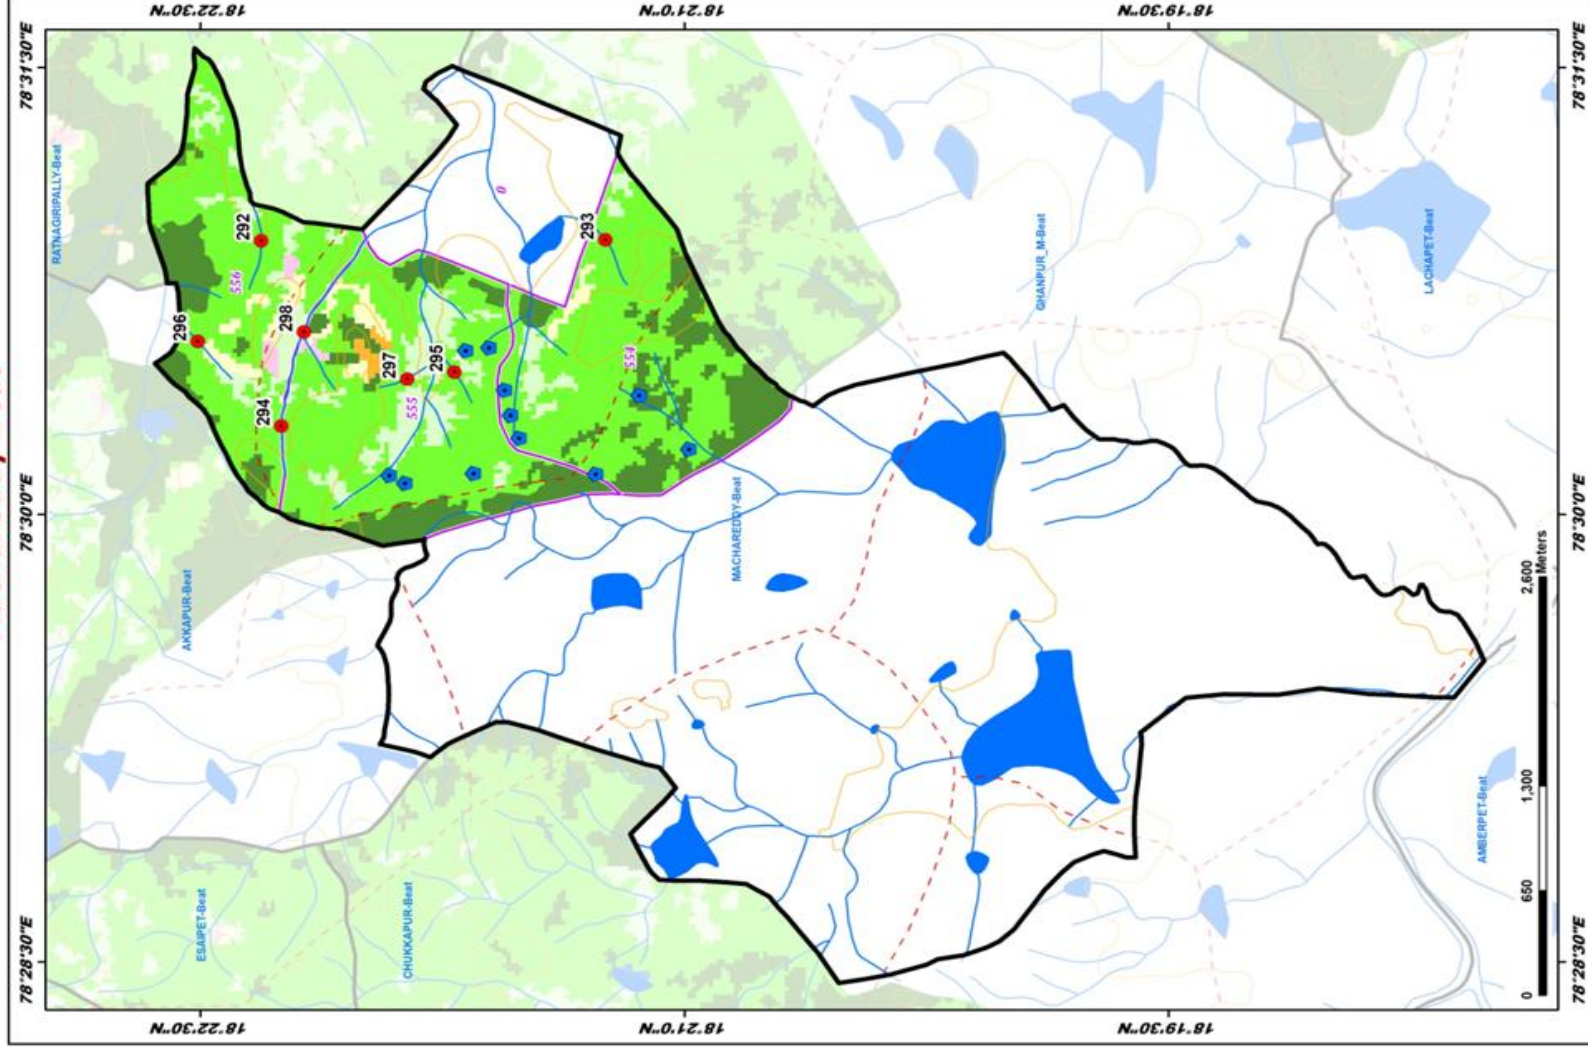 18°22'30"N
18°21'0"N
18°19'30"N
78°31'30"E
78°31'30"E
RATNAGIRIPALLY-Beat
292
556
0
293
296
298
GHANPUR_M-Beat
LACHAPET-Beat
297
295
555
554
294
78°30'0"E
78°30'0"E
MACHAREDDY-Beat
AKKAPUR-Beat
ESAIPET-Beat
CHUKKAPUR-Beat
AMBERPET-Beat
0 650 1,300 2,600
Meters
78°28'30"E
78°28'30"E
18°22'30"N
18°21'0"N
18°19'30"N